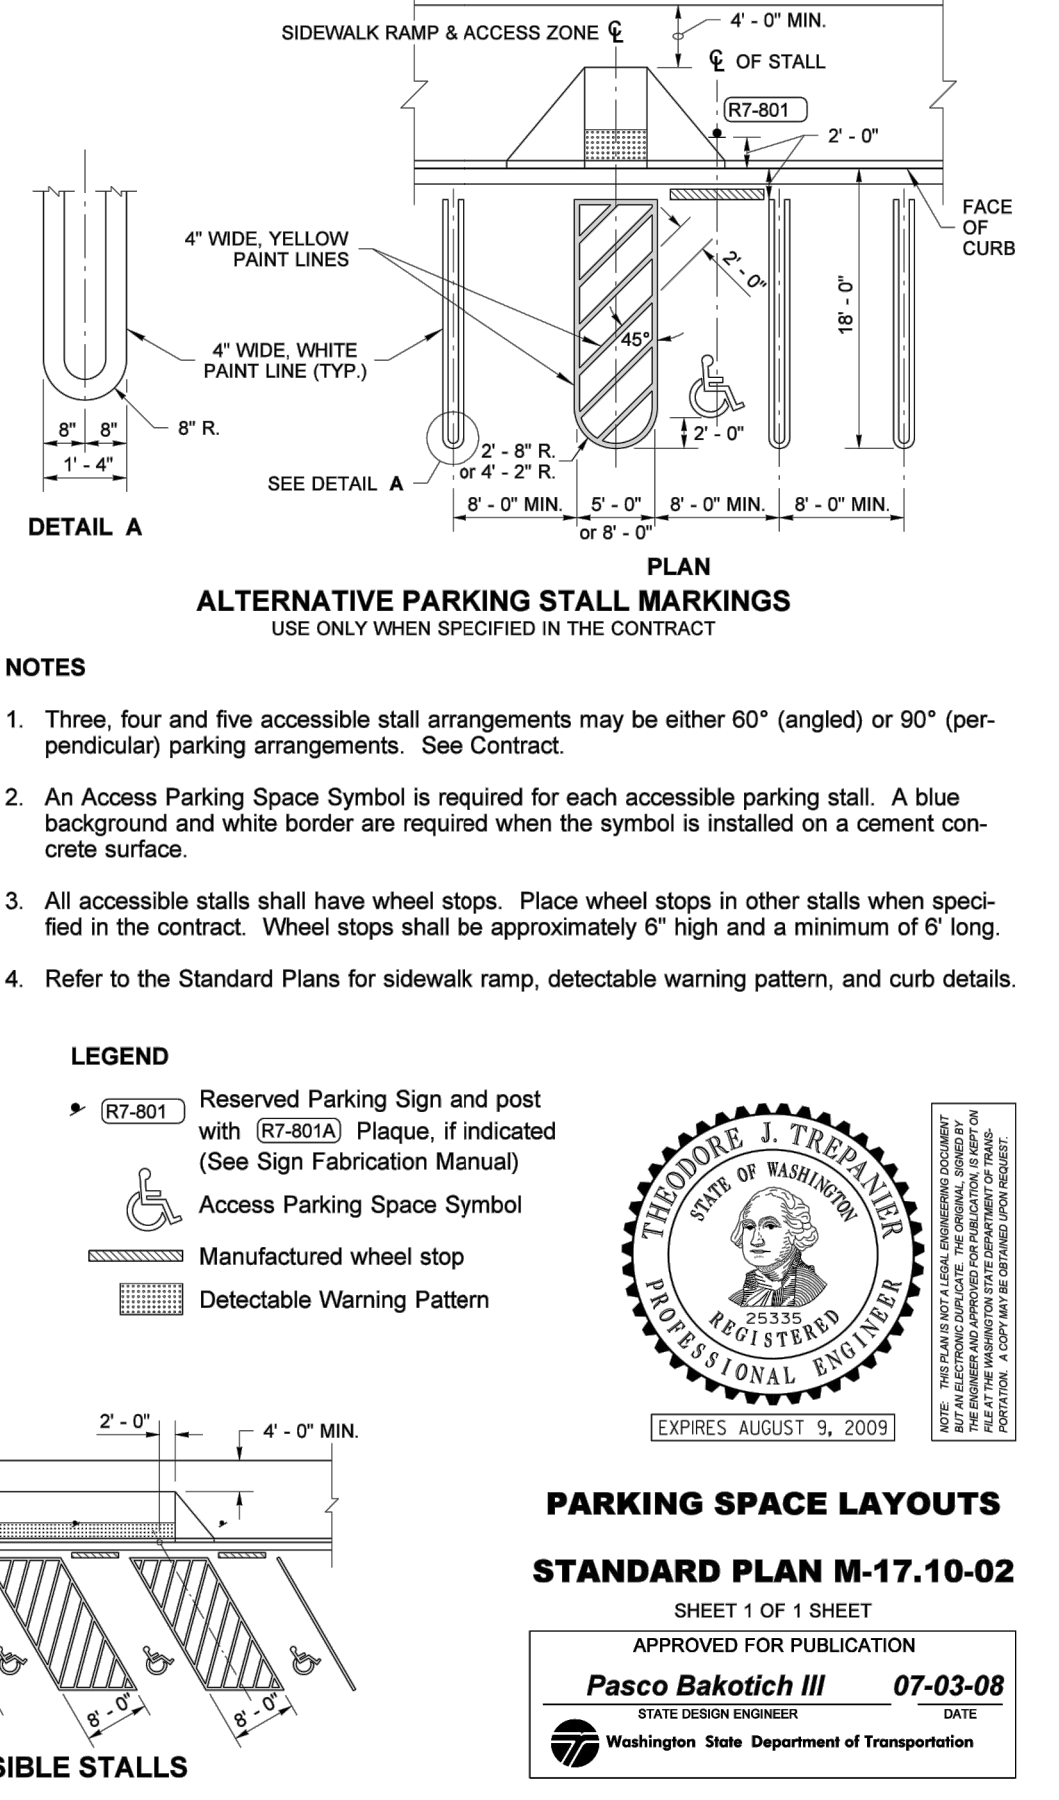 SIDEWALK RAMP & ACCESS ZONE ℄
4' - 0" MIN.
℄ OF STALL
R7-801
2' - 0"
FACE
OF
CURB
4" WIDE, YELLOW
PAINT LINES
2' - 0"
18' - 0"
45°
4" WIDE, WHITE
PAINT LINE (TYP.)
8" 8"
8" R.
1' - 4"
2' - 0"
2' - 8" R.
or 4' - 2" R.
SEE DETAIL A
8' - 0" MIN. 5' - 0" 8' - 0" MIN. 8' - 0" MIN.
or 8' - 0"
DETAIL A
PLAN
ALTERNATIVE PARKING STALL MARKINGS
USE ONLY WHEN SPECIFIED IN THE CONTRACT
NOTES
1. Three, four and five accessible stall arrangements may be either 60° (angled) or 90° (per-
pendicular) parking arrangements. See Contract.
2. An Access Parking Space Symbol is required for each accessible parking stall. A blue
background and white border are required when the symbol is installed on a cement con-
crete surface.
3. All accessible stalls shall have wheel stops. Place wheel stops in other stalls when speci-
fied in the contract. Wheel stops shall be approximately 6" high and a minimum of 6' long.
4. Refer to the Standard Plans for sidewalk ramp, detectable warning pattern, and curb details.
LEGEND
R7-801 Reserved Parking Sign and post
with R7-801A Plaque, if indicated
(See Sign Fabrication Manual)
Access Parking Space Symbol
Manufactured wheel stop
Detectable Warning Pattern
THEODORE J. TREPANIER
STATE OF WASHINGTON
25335
REGISTERED
PROFESSIONAL ENGINEER
EXPIRES AUGUST 9, 2009
NOTE: THIS PLAN IS NOT A LEGAL ENGINEERING DOCUMENT
BUT AN ELECTRONIC DUPLICATE. THE ORIGINAL, SIGNED BY
THE ENGINEER AND APPROVED FOR PUBLICATION, IS KEPT ON
FILE AT THE WASHINGTON STATE DEPARTMENT OF TRANS-
PORTATION. A COPY MAY BE OBTAINED UPON REQUEST.
2' - 0"
4' - 0" MIN.
8' - 0"
8' - 0"
SIBLE STALLS
PARKING SPACE LAYOUTS
STANDARD PLAN M-17.10-02
SHEET 1 OF 1 SHEET
APPROVED FOR PUBLICATION
Pasco Bakotich III 07-03-08
STATE DESIGN ENGINEER DATE
Washington State Department of Transportation